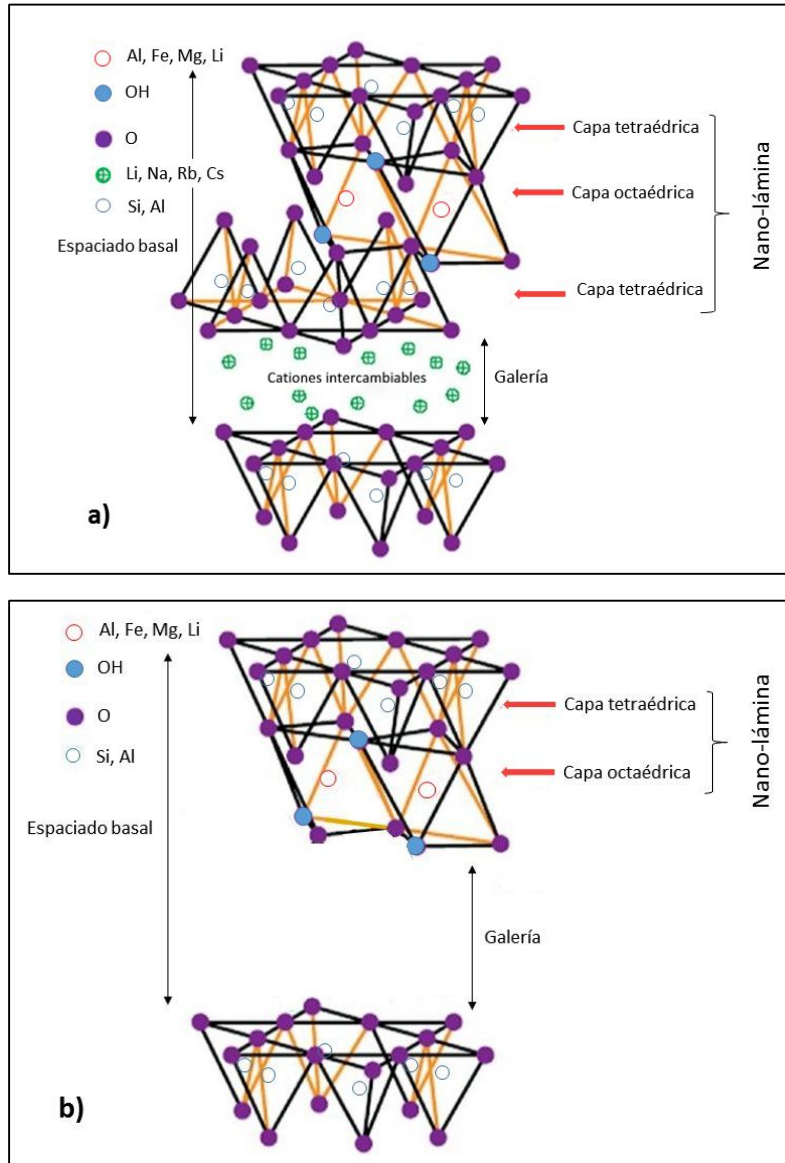 Al, Fe, Mg, Li
OH
O
Li, Na, Rb, Cs
Si, Al
Espaciado basal
Capa tetraédrica
Capa octaédrica
Capa tetraédrica
Nano-lámina
Cationes intercambiables
Galería
a)
Al, Fe, Mg, Li
OH
O
Si, Al
Espaciado basal
Capa tetraédrica
Capa octaédrica
Nano-lámina
Galería
b)